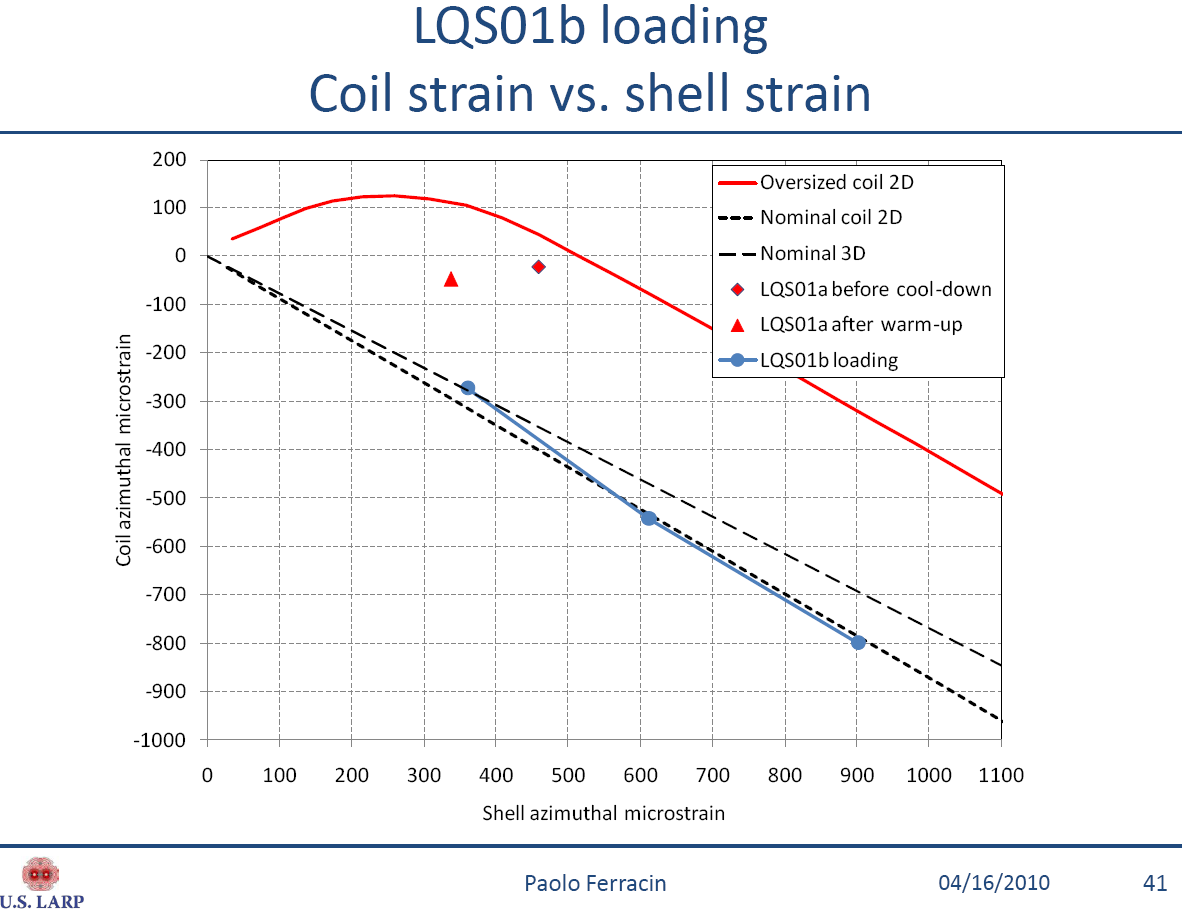 LQS01b loading
Coil strain vs. shell strain
200
100
0
-100
-200
-300
-400
-500
-600
-700
-800
-900
-1000
Coil azimuthal microstrain
Oversized coil 2D
Nominal coil 2D
Nominal 3D
LQS01a before cool-down
LQS01a after warm-up
LQS01b loading
0 100 200 300 400 500 600 700 800 900 1000 1100
Shell azimuthal microstrain
U.S. LARP
Paolo Ferracin
04/16/2010
41